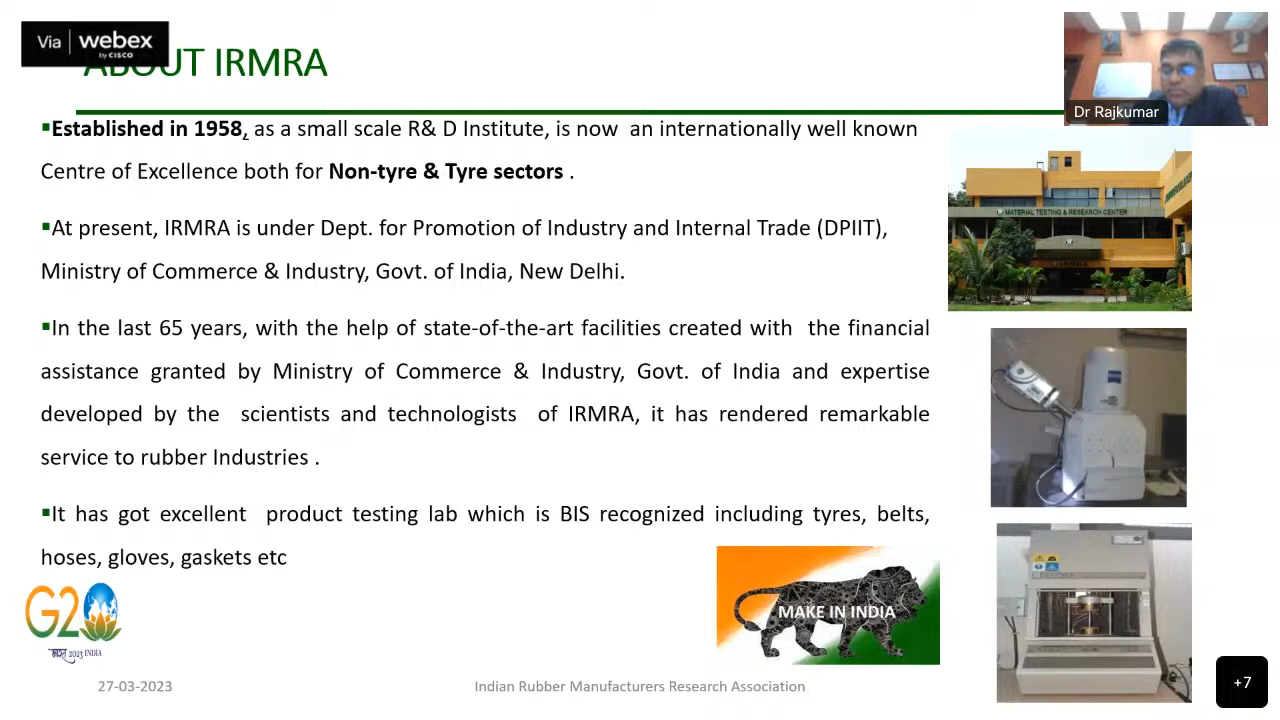 Via webex
by CISCO
ABOUT IRMRA
Dr Rajkumar
▪Established in 1958, as a small scale R& D Institute, is now an internationally well known
Centre of Excellence both for Non-tyre & Tyre sectors .
▪At present, IRMRA is under Dept. for Promotion of Industry and Internal Trade (DPIIT),
Ministry of Commerce & Industry, Govt. of India, New Delhi.
▪In the last 65 years, with the help of state-of-the-art facilities created with the financial
assistance granted by Ministry of Commerce & Industry, Govt. of India and expertise
developed by the scientists and technologists of IRMRA, it has rendered remarkable
service to rubber Industries .
▪It has got excellent product testing lab which is BIS recognized including tyres, belts,
hoses, gloves, gaskets etc
MATERIAL TESTING & RESEARCH CENTER
G20
भारत 2023 INDIA
MAKE IN INDIA
27-03-2023
Indian Rubber Manufacturers Research Association
+7